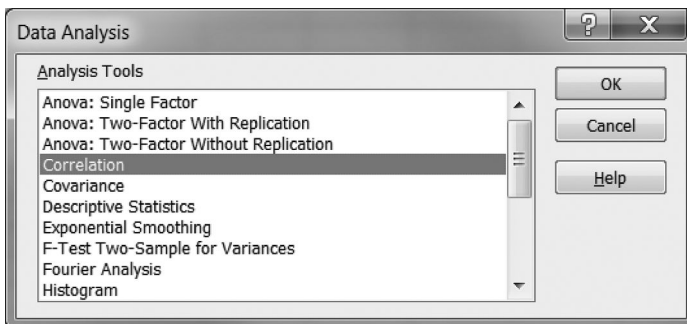 Data Analysis
?
X
Analysis Tools
Anova: Single Factor
Anova: Two-Factor With Replication
Anova: Two-Factor Without Replication
Correlation
Covariance
Descriptive Statistics
Exponential Smoothing
F-Test Two-Sample for Variances
Fourier Analysis
Histogram
OK
Cancel
Help